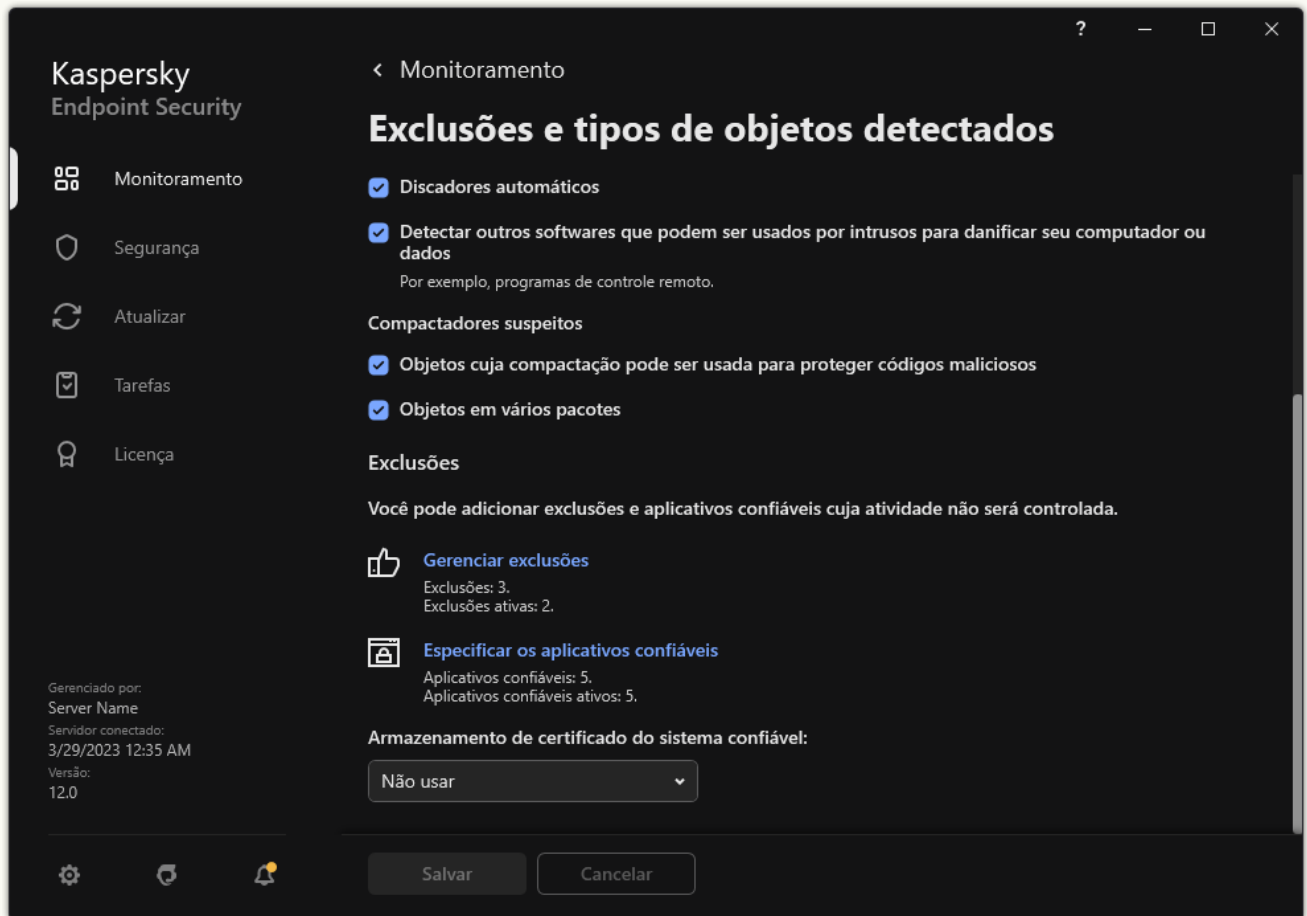 ?
Kaspersky
Endpoint Security
Monitoramento
Segurança
Atualizar
Tarefas
Licença
Gerenciado por:
Server Name
Servidor conectado:
3/29/2023 12:35 AM
Versão:
12.0
Monitoramento
Exclusões e tipos de objetos detectados
Discadores automáticos
Detectar outros softwares que podem ser usados por intrusos para danificar seu computador ou
dados
Por exemplo, programas de controle remoto.
Compactadores suspeitos
Objetos cuja compactação pode ser usada para proteger códigos maliciosos
Objetos em vários pacotes
Exclusões
Você pode adicionar exclusões e aplicativos confiáveis cuja atividade não será controlada.
Gerenciar exclusões
Exclusões: 3.
Exclusões ativas: 2.
Especificar os aplicativos confiáveis
Aplicativos confiáveis: 5.
Aplicativos confiáveis ativos: 5.
Armazenamento de certificado do sistema confiável:
Não usar
Salvar
Cancelar